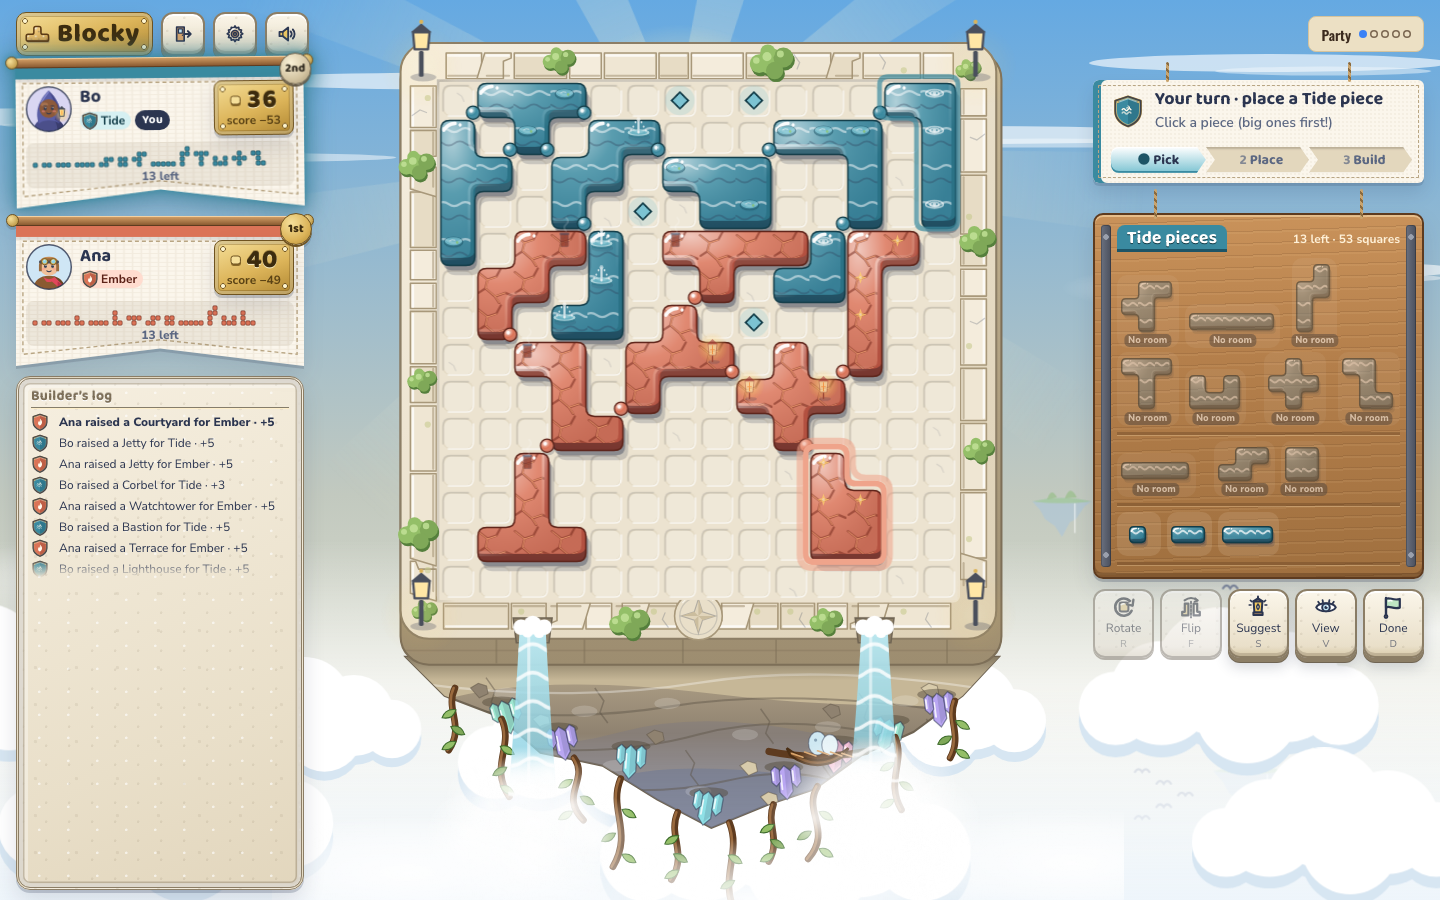 Blocky
2nd
Bo
Tide
You
36
score −53
13 left
1st
Ana
Ember
40
score −49
13 left
Builder's log
Ana raised a Courtyard for Ember · +5
Bo raised a Jetty for Tide · +5
Ana raised a Jetty for Ember · +5
Bo raised a Corbel for Tide · +3
Ana raised a Watchtower for Ember · +5
Bo raised a Bastion for Tide · +5
Ana raised a Terrace for Ember · +5
Bo raised a Lighthouse for Tide · +5
Party
Your turn · place a Tide piece
Click a piece (big ones first!)
Pick
2 Place
3 Build
Tide pieces
13 left · 53 squares
No room
No room
No room
No room
No room
No room
No room
No room
No room
No room
Rotate
R
Flip
F
Suggest
S
View
V
Done
D